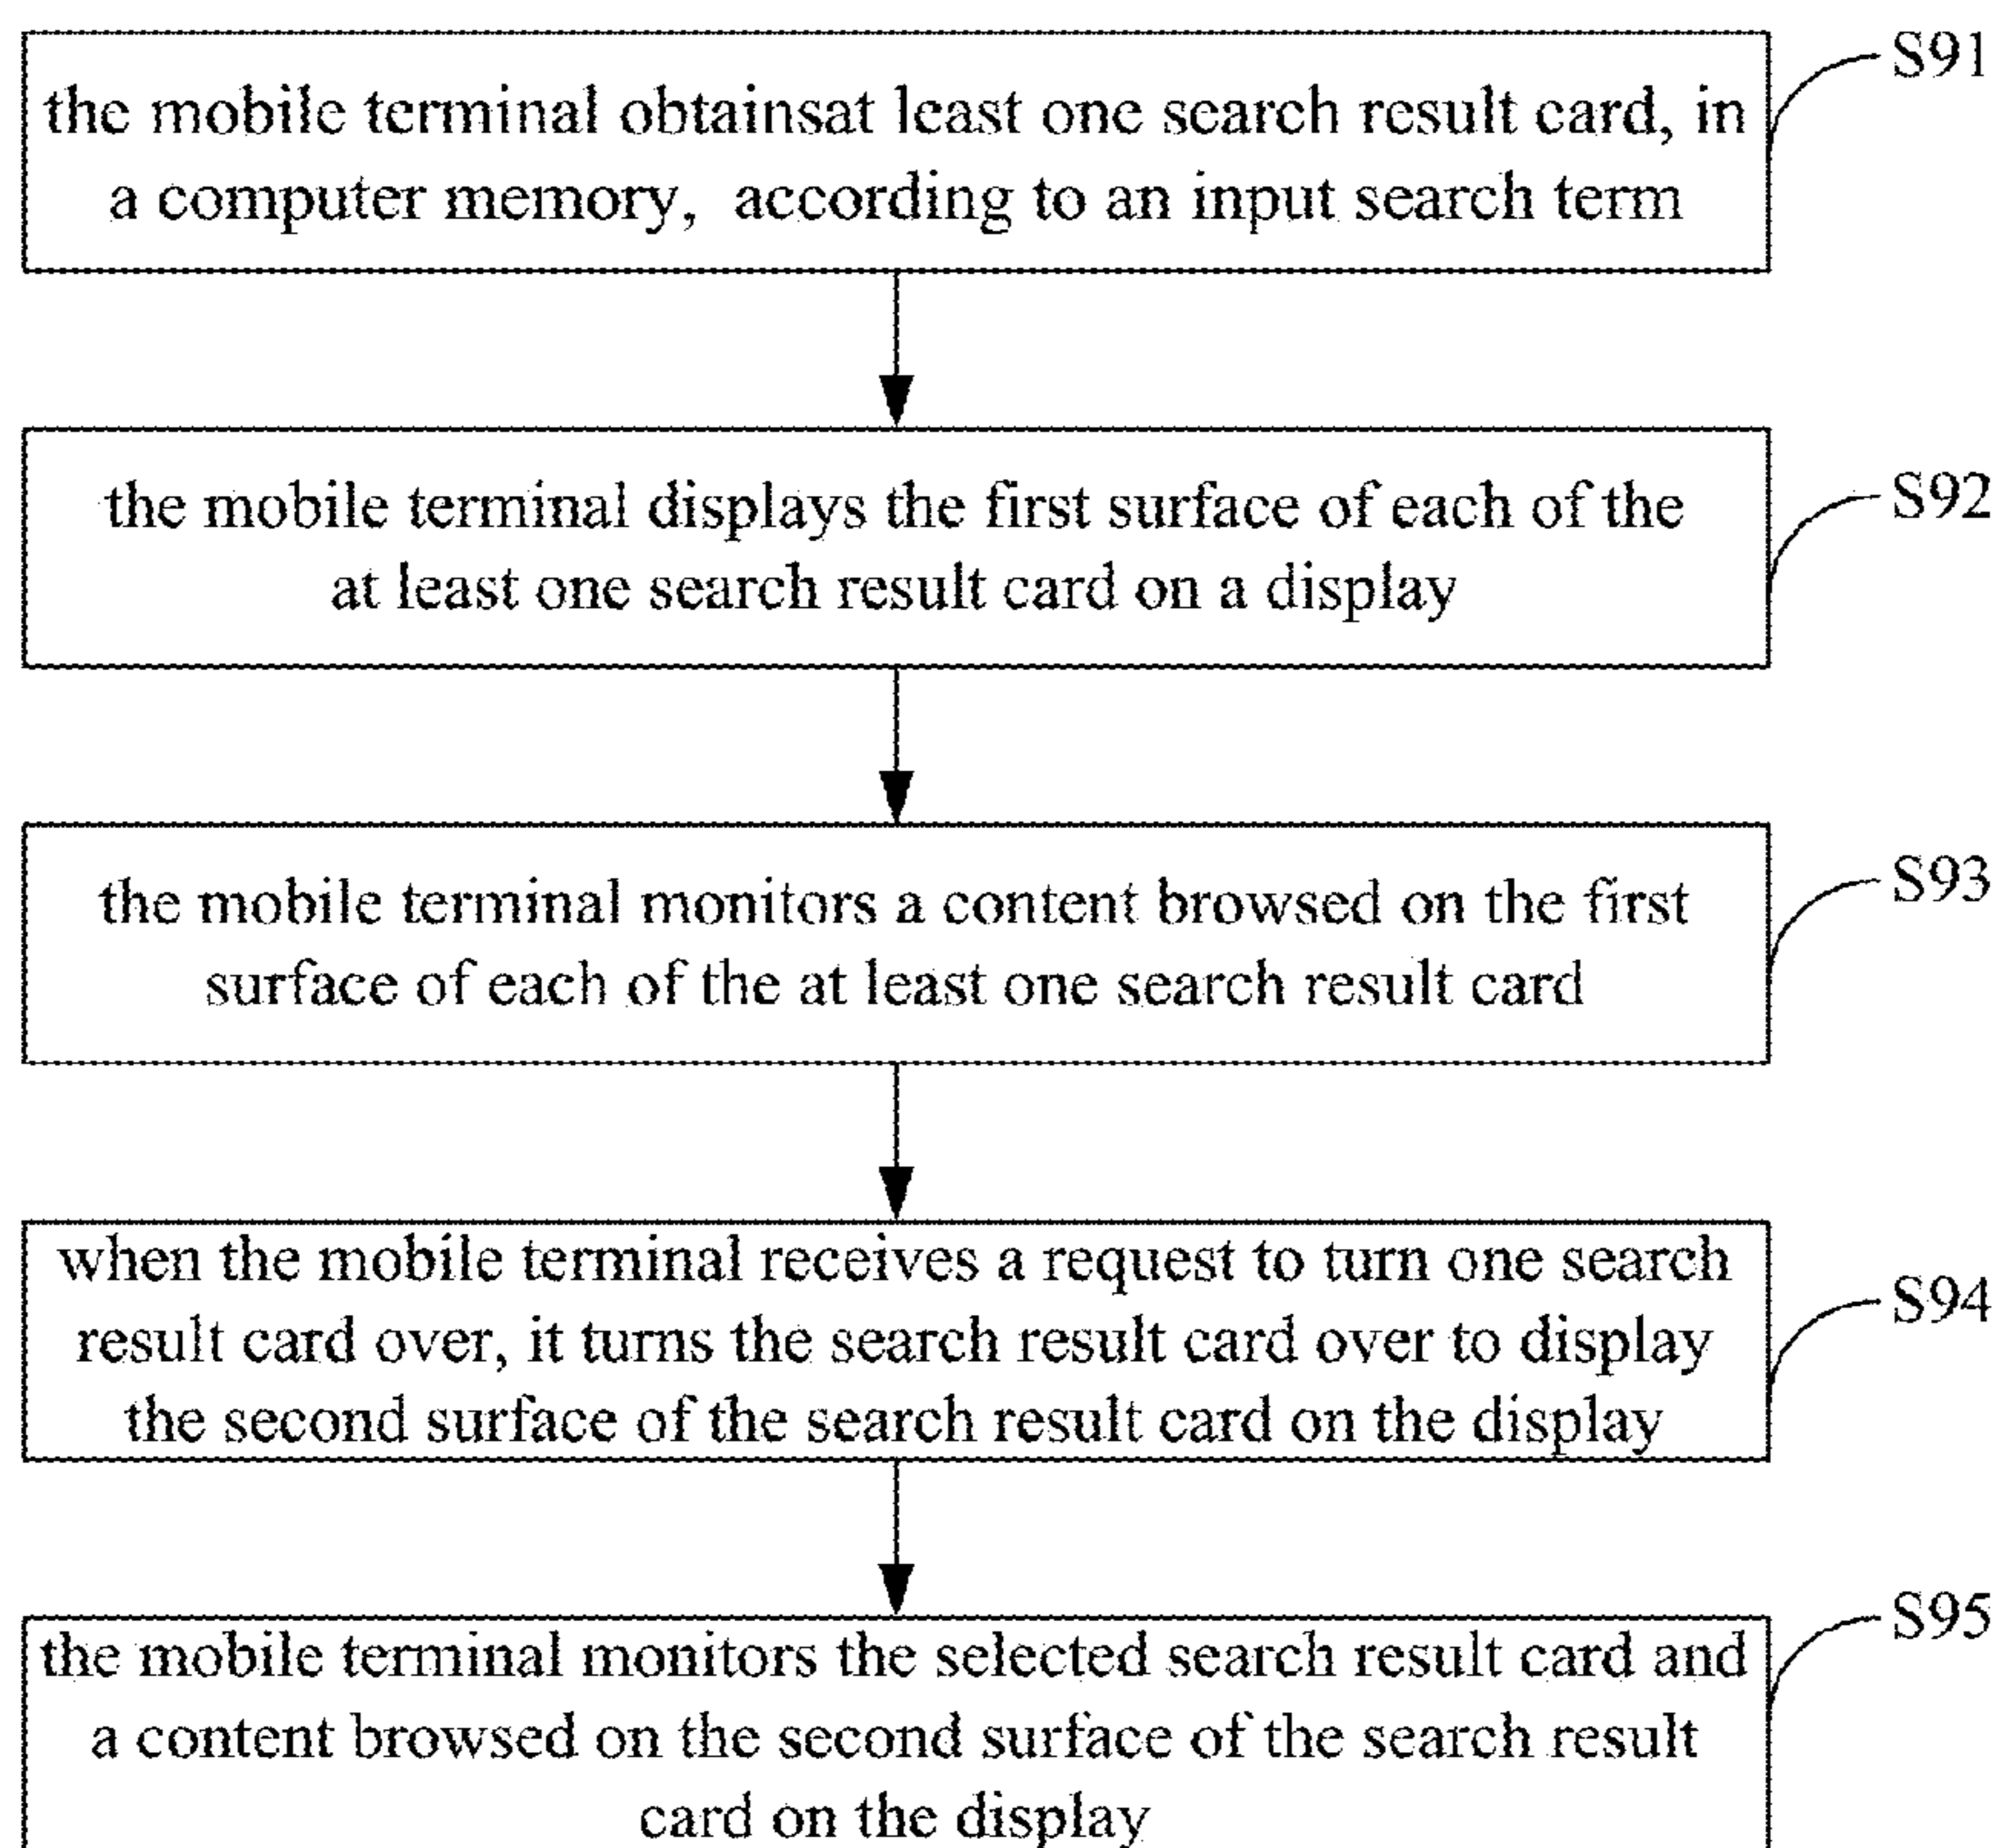 S91
the mobile terminal obtainsat least one search result card, in
a computer memory, according to an input search term
S92
the mobile terminal displays the first surface of each of the
at least one search result card on a display
S93
the mobile terminal monitors a content browsed on the first
surface of each of the at least one search result card
S94
when the mobile terminal receives a request to turn one search
result card over, it turns the search result card over to display
the second surface of the search result card on the display
S95
the mobile terminal monitors the selected search result card and
a content browsed on the second surface of the search result
card on the display